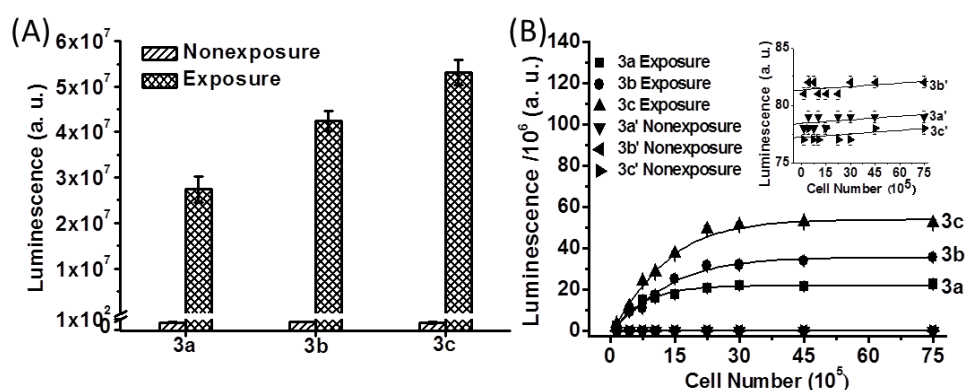 (A)
Luminescence (a. u.)
6x10^7
5x10^7
4x10^7
3x10^7
2x10^7
1x10^7
1x10^2
0
Nonexposure
Exposure
3a 3b 3c
(B)
Luminescence /10^6 (a. u.)
140
120
100
80
60
40
20
0
3a Exposure
3b Exposure
3c Exposure
3a' Nonexposure
3b' Nonexposure
3c' Nonexposure
Luminescence (a. u.)
85
80
75
3b'
3a'
3c'
0 15 30 45 60 75
Cell Number (10^5)
3c
3b
3a
0 15 30 45 60 75
Cell Number (10^5)